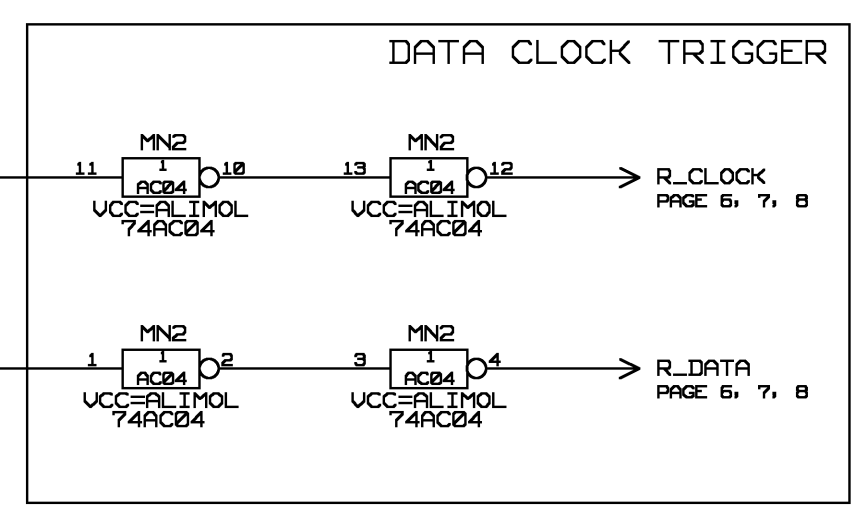 DATA CLOCK TRIGGER
MN2 MN2
11 1 10 13 1 12
AC04 AC04
R_CLOCK
VCC=ALIMOL VCC=ALIMOL
PAGE 6, 7, 8
74AC04 74AC04
MN2 MN2
1 1 2 3 1 4
AC04 AC04
R_DATA
VCC=ALIMOL VCC=ALIMOL
PAGE 6, 7, 8
74AC04 74AC04